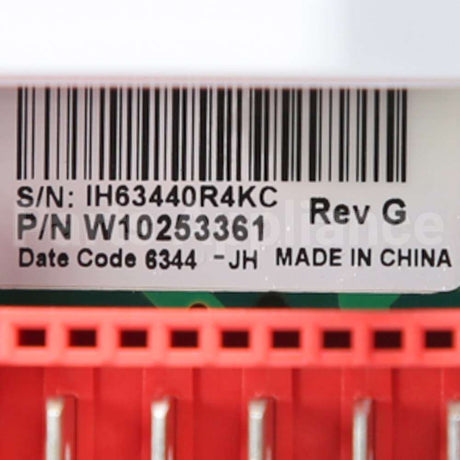 S/N: IH63440R4KC
P/N W10253361 Rev G
Date Code 6344 -JH MADE IN CHINA